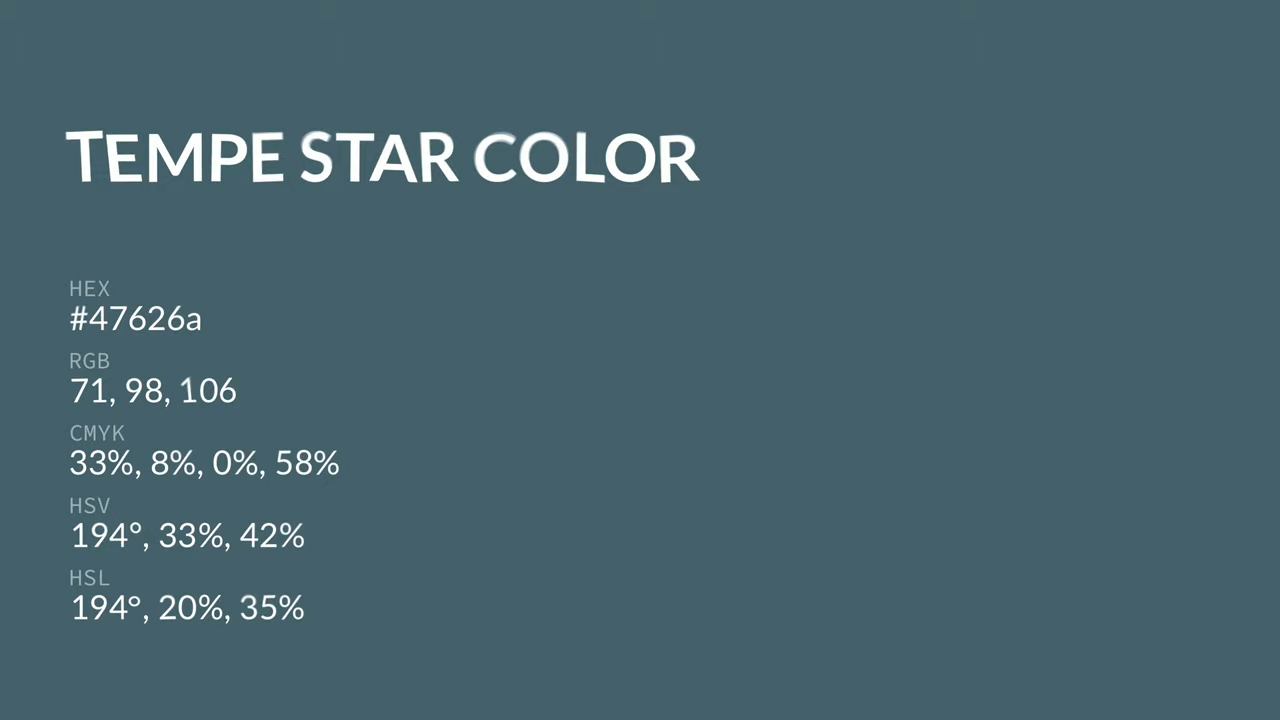 TEMPE STAR COLOR
HEX
#47626a
RGB
71, 98, 106
CMYK
33%, 8%, 0%, 58%
HSV
194°, 33%, 42%
HSL
194°, 20%, 35%